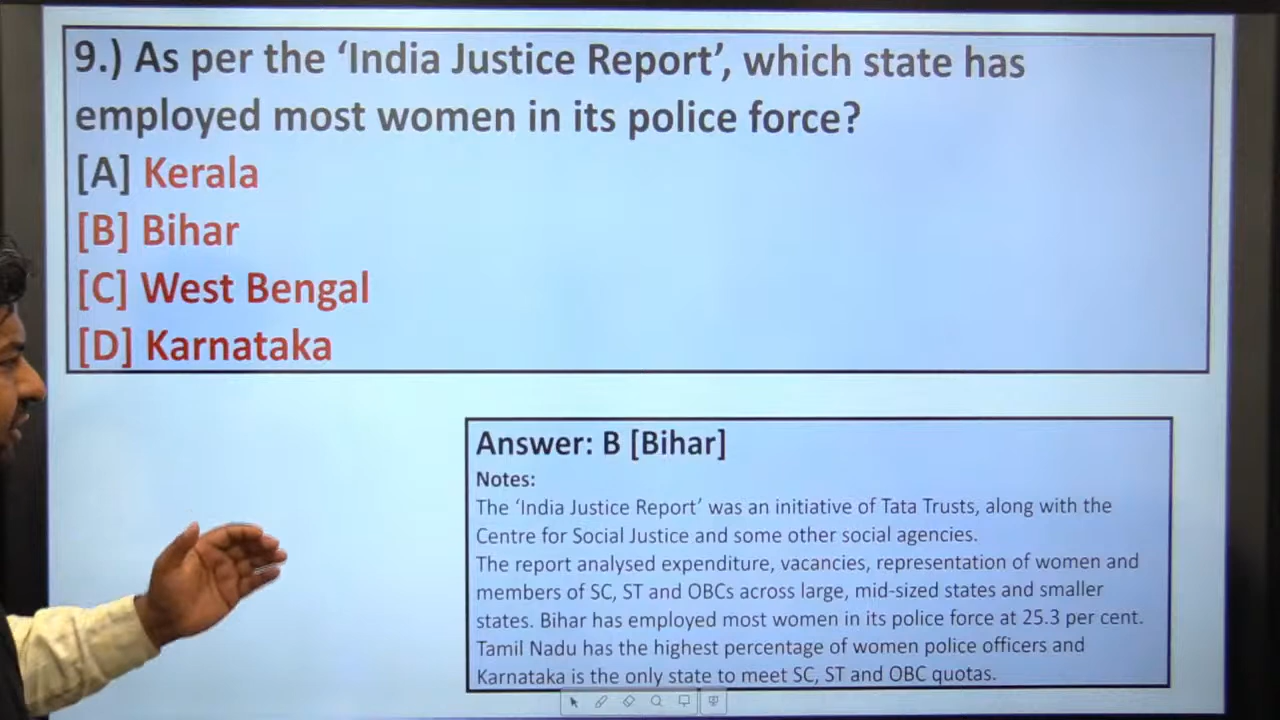 9.) As per the ‘India Justice Report’, which state has
employed most women in its police force?
[A] Kerala
[B] Bihar
[C] West Bengal
[D] Karnataka
Answer: B [Bihar]
Notes:
The ‘India Justice Report’ was an initiative of Tata Trusts, along with the
Centre for Social Justice and some other social agencies.
The report analysed expenditure, vacancies, representation of women and
members of SC, ST and OBCs across large, mid-sized states and smaller
states. Bihar has employed most women in its police force at 25.3 per cent.
Tamil Nadu has the highest percentage of women police officers and
Karnataka is the only state to meet SC, ST and OBC quotas.